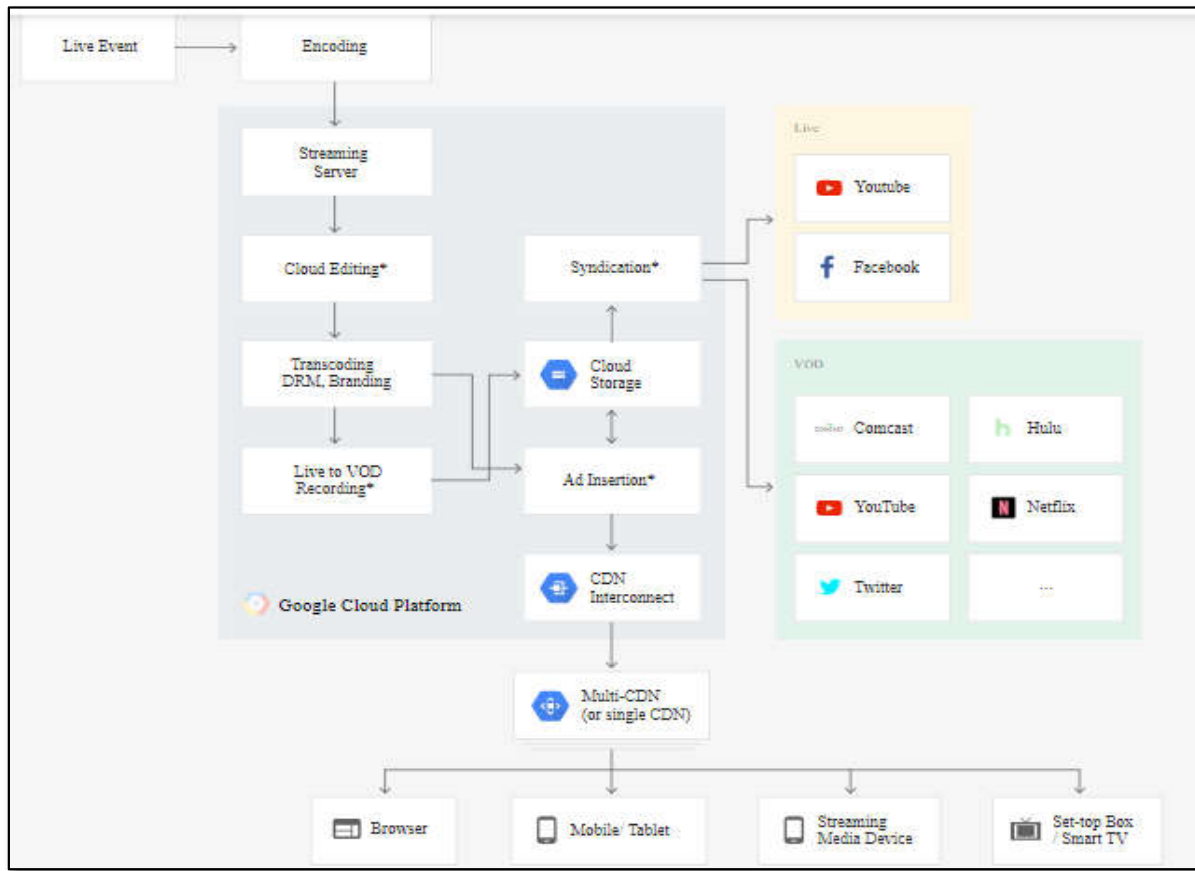 Live Event
Encoding
Streaming
Server
Cloud Editing*
Transcoding
DRM, Branding
Live to VOD
Recording*
Syndication*
Cloud
Storage
Ad Insertion*
CDN
Interconnect
Google Cloud Platform
Live
Youtube
Facebook
VOD
Comcast
Hulu
YouTube
Netflix
Twitter
...
Multi-CDN
(or single CDN)
Browser
Mobile/ Tablet
Streaming
Media Device
Set-top Box
/ Smart TV